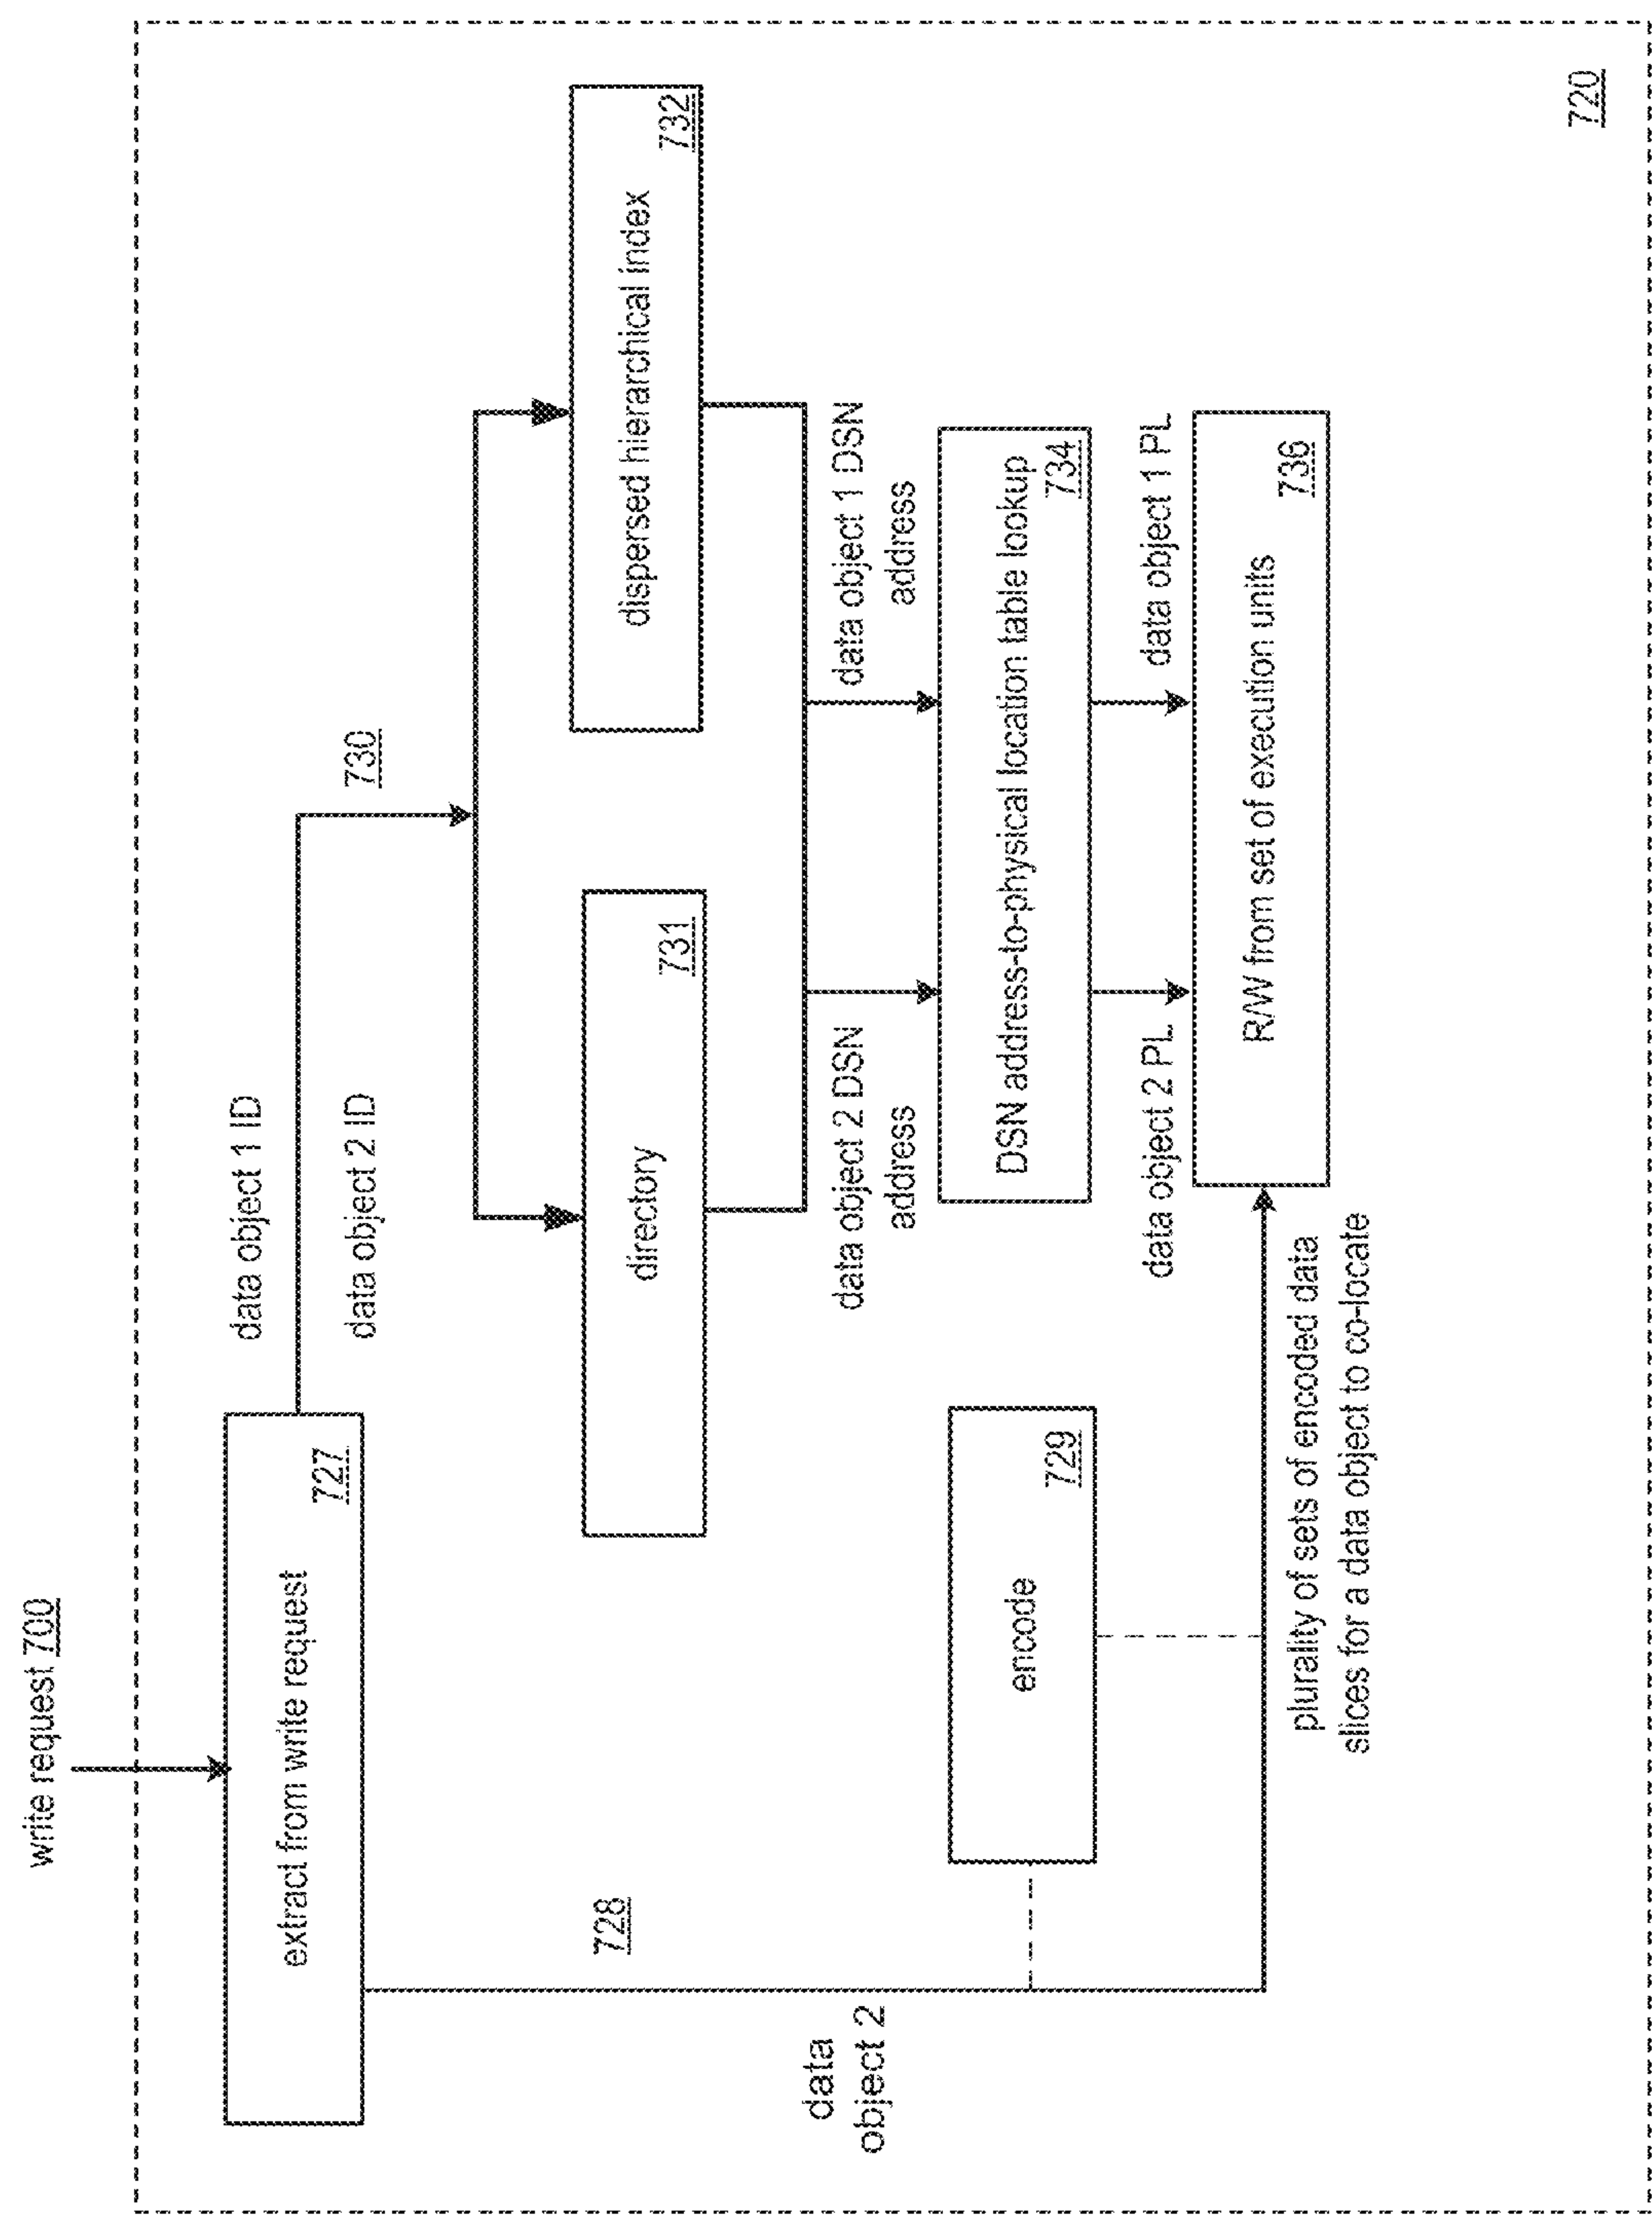 write request 700
extract from write request
727
data object 1 ID
data object 2 ID
730
728
data
object 2
directory
731
dispersed hierarchical index
732
data object 2 DSN
address
data object 1 DSN
address
encode
729
DSN address-to-physical location table lookup
734
data object 2 PL
data object 1 PL
R/W from set of execution units
736
plurality of sets of encoded data
slices for a data object to co-locate
720